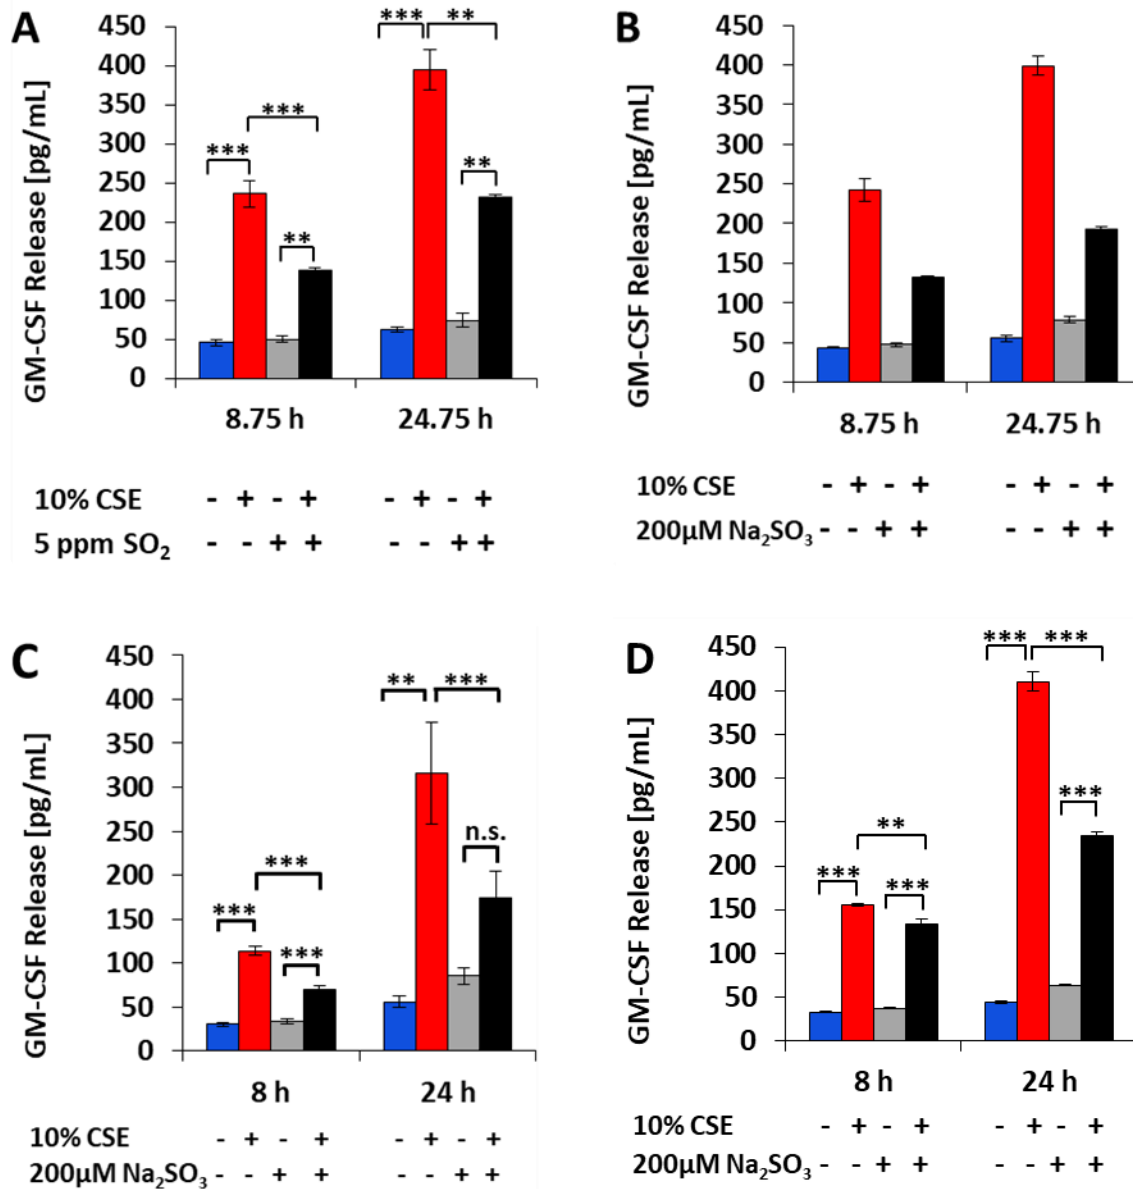 A
GM-CSF Release [pg/mL]
450
400
350
300
250
200
150
100
50
0
***
***
**
***
**
**
8.75 h 24.75 h
10% CSE - + - + - + - +
5 ppm SO₂ - - + + - - + +
B
GM-CSF Release [pg/mL]
450
400
350
300
250
200
150
100
50
0
8.75 h 24.75 h
10% CSE - + - + - + - +
200µM Na₂SO₃ - - + + - - + +
C
GM-CSF Release [pg/mL]
450
400
350
300
250
200
150
100
50
0
***
***
***
**
***
n.s.
8 h 24 h
10% CSE - + - + - + - +
200µM Na₂SO₃ - - + + - - + +
D
GM-CSF Release [pg/mL]
450
400
350
300
250
200
150
100
50
0
***
**
***
***
***
***
8 h 24 h
10% CSE - + - + - + - +
200µM Na₂SO₃ - - + + - - + +